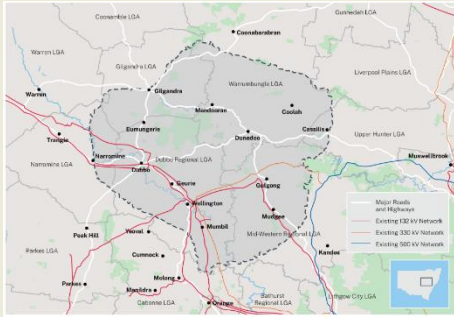 Coonamble LGA
Gunnedah LGA
Coonabarabran
Warren LGA
Gilgandra LGA
Warrumbungle LGA
Liverpool Plains LGA
Gilgandra
Warren
Mendooran
Coolah
Eumungerie
Dunedoo
Cassilis
Trangie
Upper Hunter LGA
Narromine
Dubbo Regional LGA
Muswellbrook
Narromine LGA
Dubbo
Geurie
Gulgong
Wellington
Mudgee
Peak Hill
Yeoval
Mumbil
Mid-Western Regional LGA
Parkes LGA
Cumnock
Kandos
Molong
Parkes
Manildra
Cabonne LGA
Orange
Bathurst
Regional LGA
Lithgow City LGA
Major Roads
and Highways
Existing 132 kV Network
Existing 330 kV Network
Existing 500 kV Network